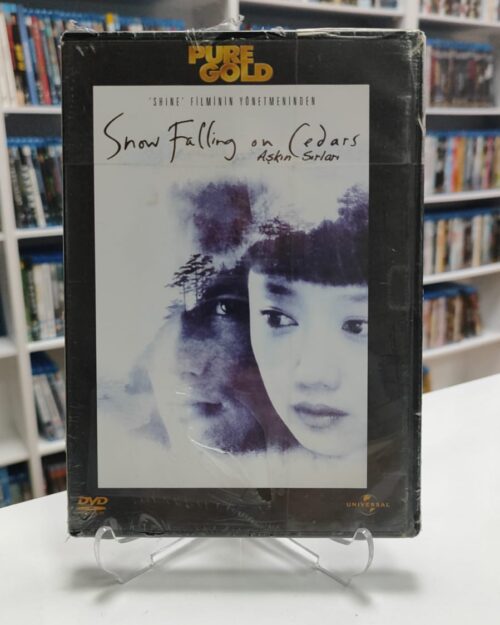 PURE
GOLD
'SHINE' FİLMİNİN YÖNETMENİNDEN
Snow Falling on Cedars
Aşkın Sırları
DVD
UNIVERSAL